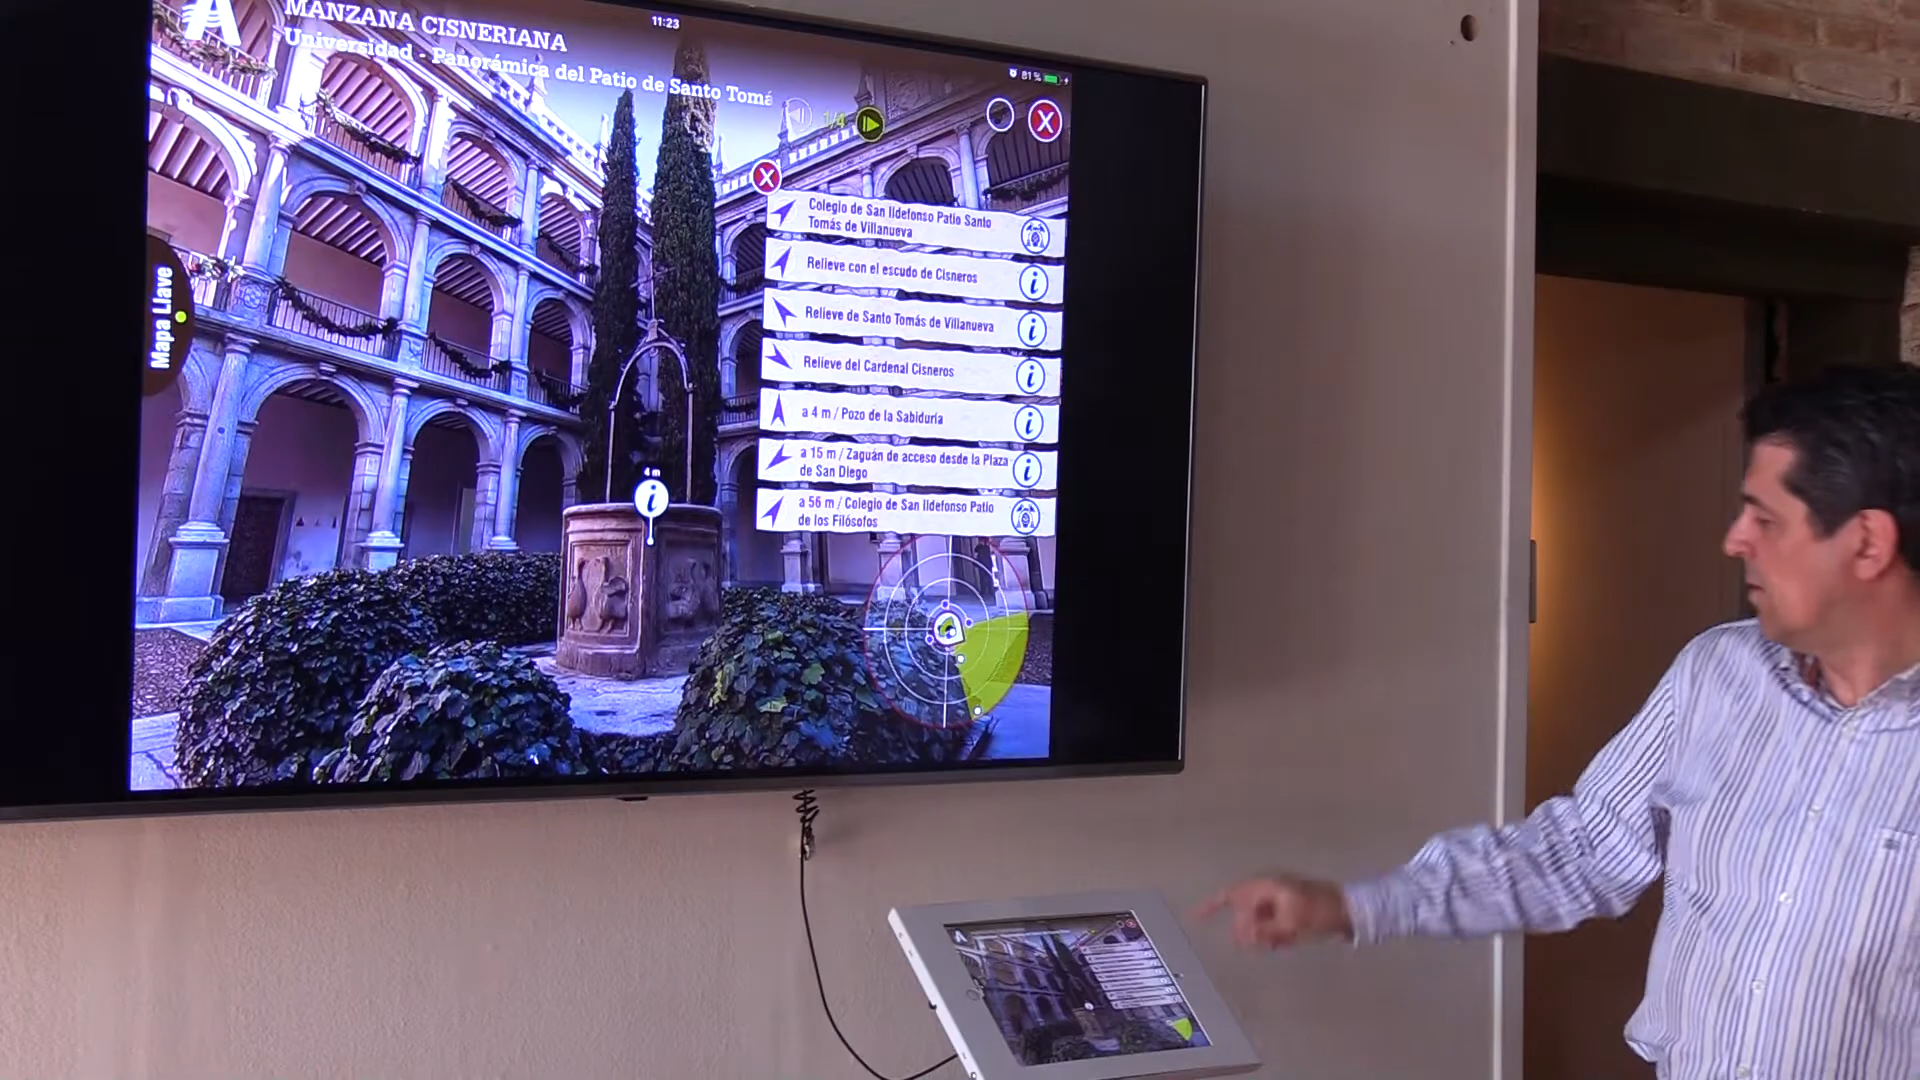 MANZANA CISNERIANA
11:23
Universidad - Panorámica del Patio de Santo Tomá
81 %
1/4
X
X
Colegio de San Ildefonso Patio Santo
Tomás de Villanueva
Relieve con el escudo de Cisneros
i
Mapa Llave
Relieve de Santo Tomás de Villanueva
i
Relieve del Cardenal Cisneros
i
a 4 m / Pozo de la Sabiduría
i
a 15 m / Zaguán de acceso desde la Plaza
de San Diego
i
4 m
i
a 56 m / Colegio de San Ildefonso Patio
de los Filósofos